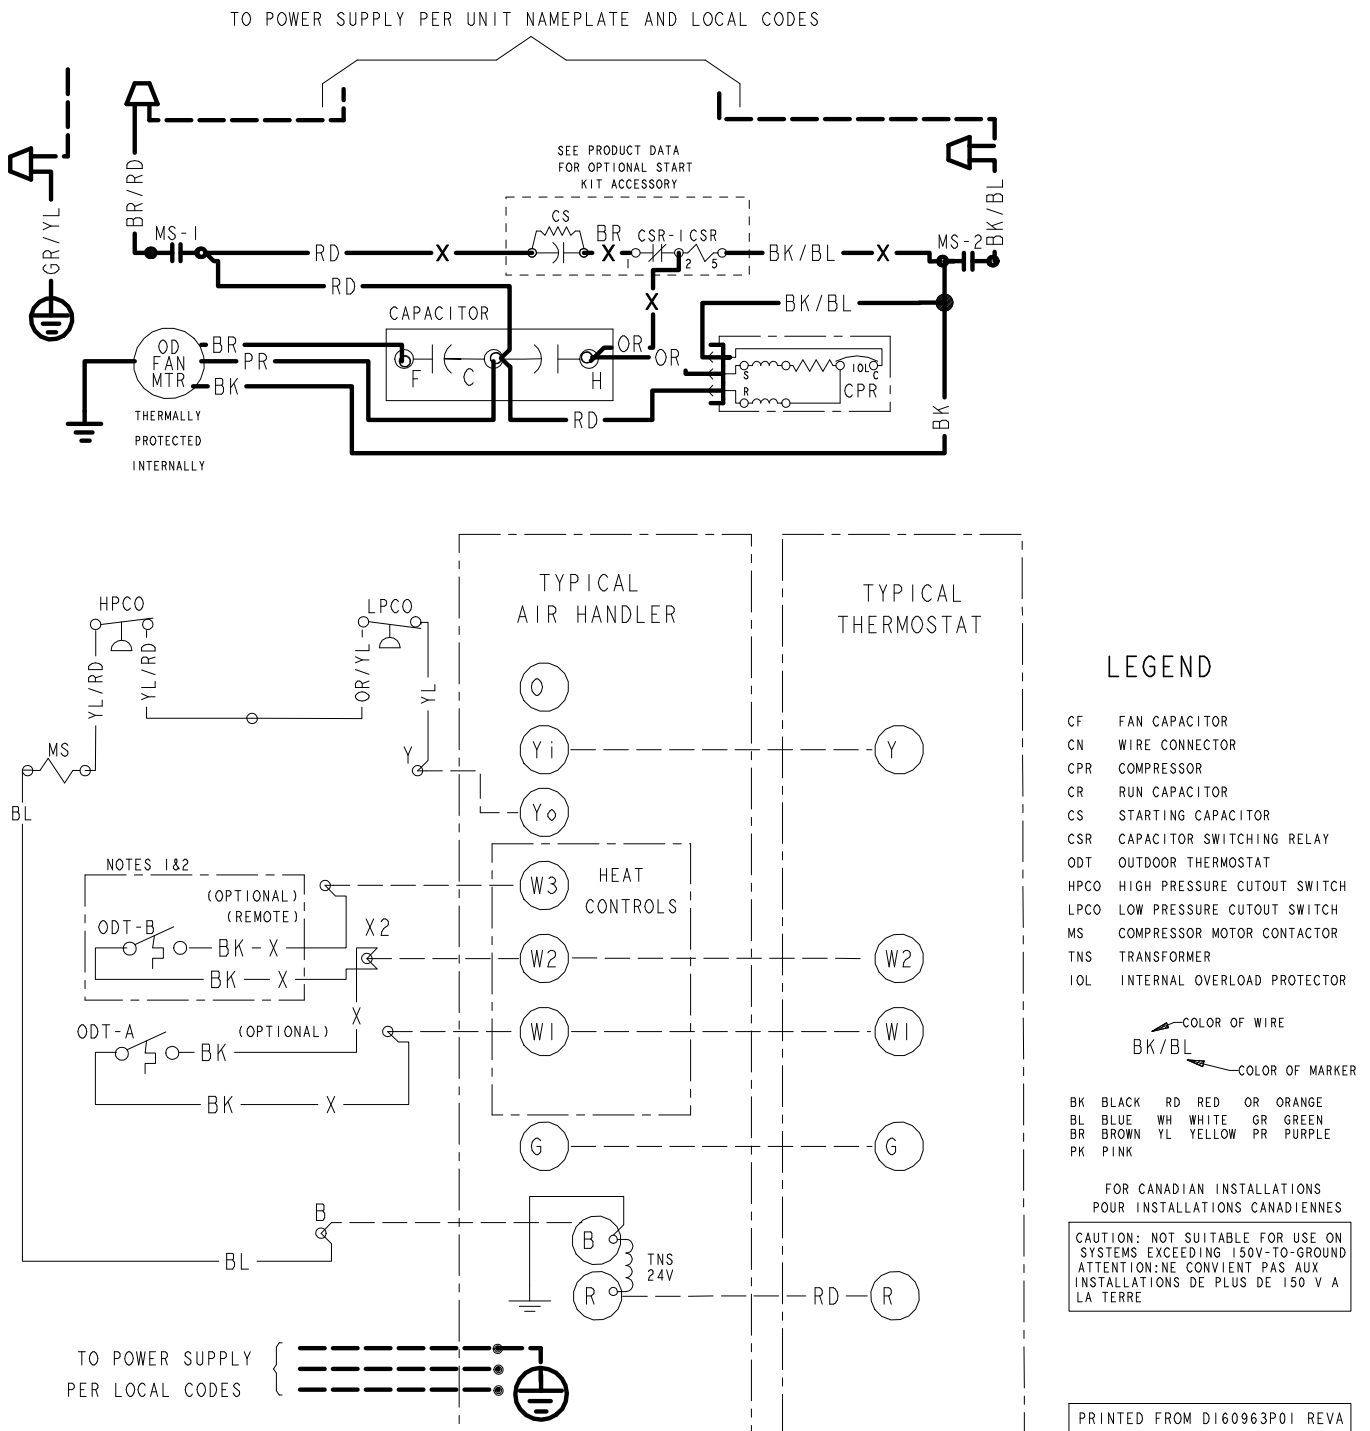 TO POWER SUPPLY PER UNIT NAMEPLATE AND LOCAL CODES
SEE PRODUCT DATA
FOR OPTIONAL START
KIT ACCESSORY
BR/RD
BK/BL
GR/YL
MS-1
RD
X
CS
BR
X
CSR-1
CSR
1
2
5
BK/BL
X
MS-2
RD
X
BK/BL
CAPACITOR
OD
FAN
MTR
BR
PR
BK
F
C
H
OR
OR
S
R
IOL
C
CPR
RD
BK
THERMALLY
PROTECTED
INTERNALLY
TYPICAL
AIR HANDLER
TYPICAL
THERMOSTAT
HPCO
LPCO
YL/RD
YL/RD
OR/YL
YL
MS
Y
BL
O
Yi
Y
Yo
NOTES 1&2
(OPTIONAL)
(REMOTE)
ODT-B
BK-X
BK
X
X2
X
W3
HEAT
CONTROLS
W2
W2
ODT-A
(OPTIONAL)
BK
BK
X
W1
W1
G
G
B
BL
B
R
TNS
24V
RD
R
TO POWER SUPPLY
PER LOCAL CODES
LEGEND
CF FAN CAPACITOR
CN WIRE CONNECTOR
CPR COMPRESSOR
CR RUN CAPACITOR
CS STARTING CAPACITOR
CSR CAPACITOR SWITCHING RELAY
ODT OUTDOOR THERMOSTAT
HPCO HIGH PRESSURE CUTOUT SWITCH
LPCO LOW PRESSURE CUTOUT SWITCH
MS COMPRESSOR MOTOR CONTACTOR
TNS TRANSFORMER
IOL INTERNAL OVERLOAD PROTECTOR
COLOR OF WIRE
BK/BL
COLOR OF MARKER
BK BLACK RD RED OR ORANGE
BL BLUE WH WHITE GR GREEN
BR BROWN YL YELLOW PR PURPLE
PK PINK
FOR CANADIAN INSTALLATIONS
POUR INSTALLATIONS CANADIENNES
CAUTION: NOT SUITABLE FOR USE ON
SYSTEMS EXCEEDING 150V-TO-GROUND
ATTENTION:NE CONVIENT PAS AUX
INSTALLATIONS DE PLUS DE 150 V A
LA TERRE
PRINTED FROM D160963P01 REVA